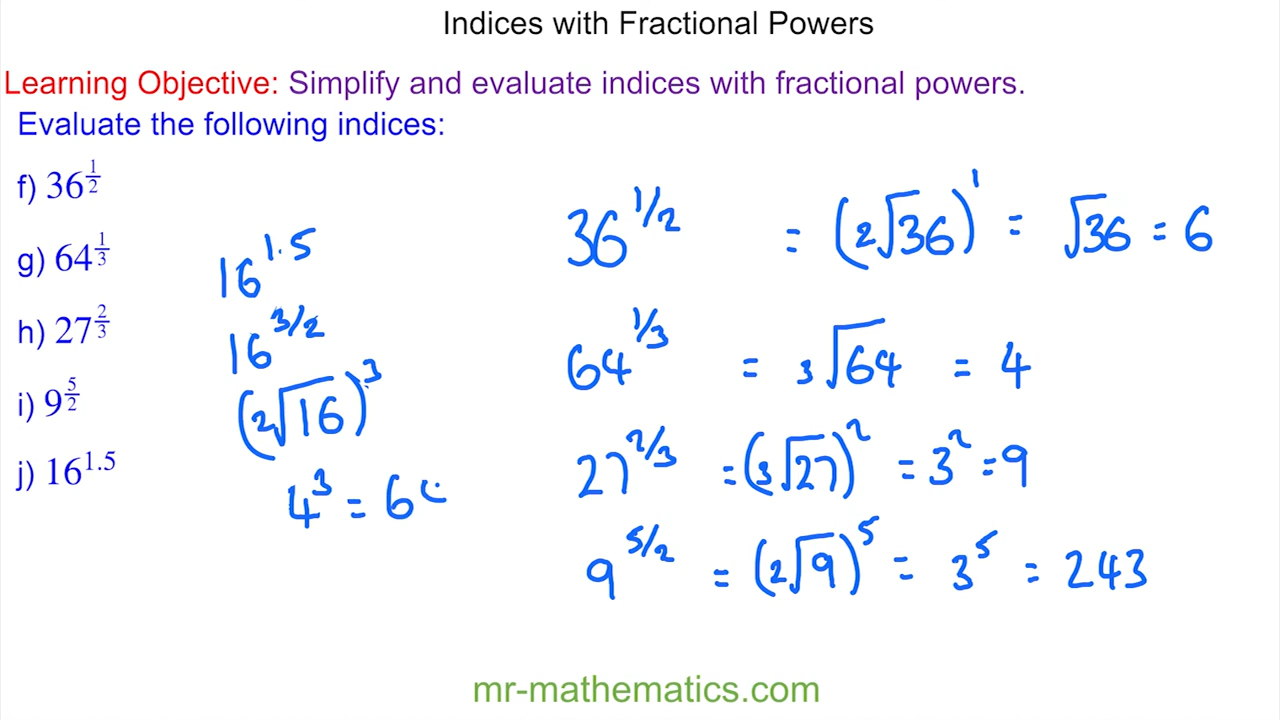 Indices with Fractional Powers
Learning Objective: Simplify and evaluate indices with fractional powers.
Evaluate the following indices:
f) 36^(1/2)
g) 64^(1/3)
h) 27^(2/3)
i) 9^(5/2)
j) 16^1.5
16^1.5
16^3/2
(2√16)^3
4^3 = 6
36^1/2 = (2√36)^1 = √36 = 6
64^1/3 = 3√64 = 4
27^2/3 = (3√27)^2 = 3^2 = 9
9^5/2 = (2√9)^5 = 3^5 = 243
mr-mathematics.com